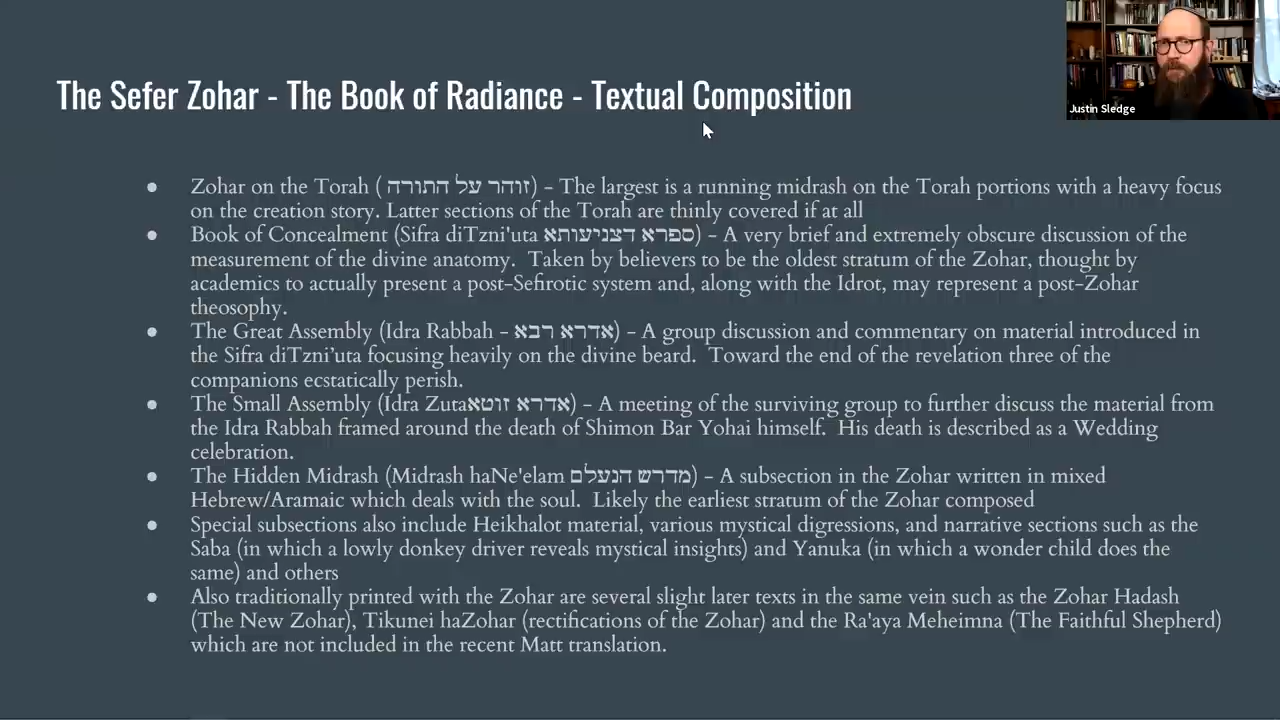 The Sefer Zohar - The Book of Radiance - Textual Composition
Justin Sledge
● Zohar on the Torah ( זוהר על התורה) - The largest is a running midrash on the Torah portions with a heavy focus
on the creation story. Latter sections of the Torah are thinly covered if at all
● Book of Concealment (Sifra diTzni'uta ספרא דצניעותא) - A very brief and extremely obscure discussion of the
measurement of the divine anatomy. Taken by believers to be the oldest stratum of the Zohar, thought by
academics to actually present a post-Sefirotic system and, along with the Idrot, may represent a post-Zohar
theosophy.
● The Great Assembly (Idra Rabbah - אדרא רבא) - A group discussion and commentary on material introduced in
the Sifra diTzni'uta focusing heavily on the divine beard. Toward the end of the revelation three of the
companions ecstatically perish.
● The Small Assembly (Idra Zutaאדרא זוטא) - A meeting of the surviving group to further discuss the material from
the Idra Rabbah framed around the death of Shimon Bar Yohai himself. His death is described as a Wedding
celebration.
● The Hidden Midrash (Midrash haNe'elam מדרש הנעלם) - A subsection in the Zohar written in mixed
Hebrew/Aramaic which deals with the soul. Likely the earliest stratum of the Zohar composed
● Special subsections also include Heikhalot material, various mystical digressions, and narrative sections such as the
Saba (in which a lowly donkey driver reveals mystical insights) and Yanuka (in which a wonder child does the
same) and others
● Also traditionally printed with the Zohar are several slight later texts in the same vein such as the Zohar Hadash
(The New Zohar), Tikunei haZohar (rectifications of the Zohar) and the Ra'aya Meheimna (The Faithful Shepherd)
which are not included in the recent Matt translation.